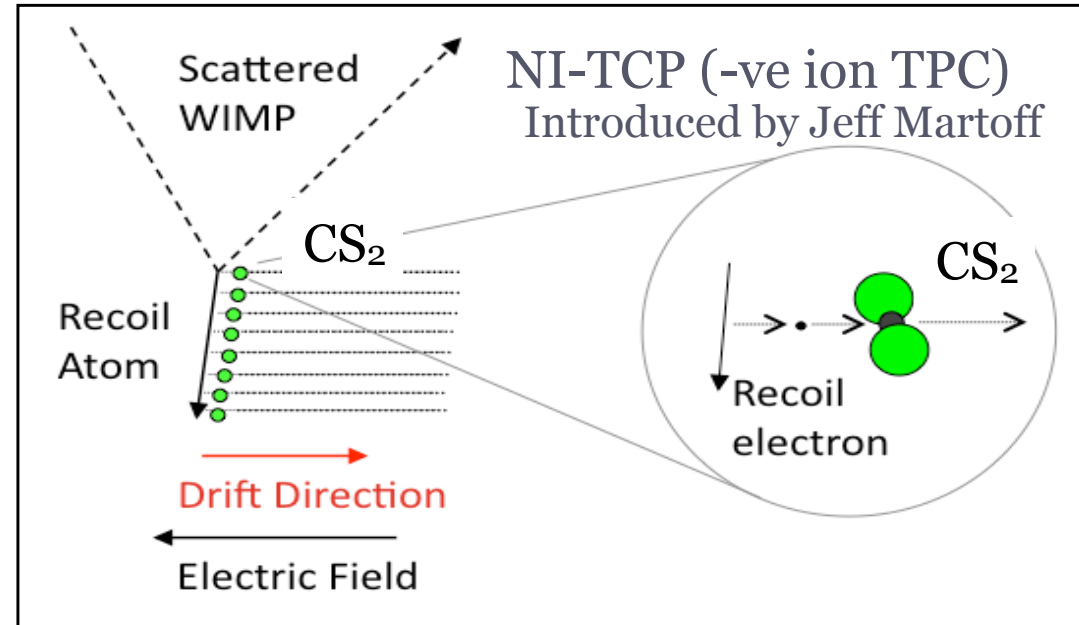 Scattered
WIMP
NI-TCP (-ve ion TPC)
Introduced by Jeff Martoff
CS₂
CS₂
Recoil
Atom
Recoil
electron
Drift Direction
Electric Field